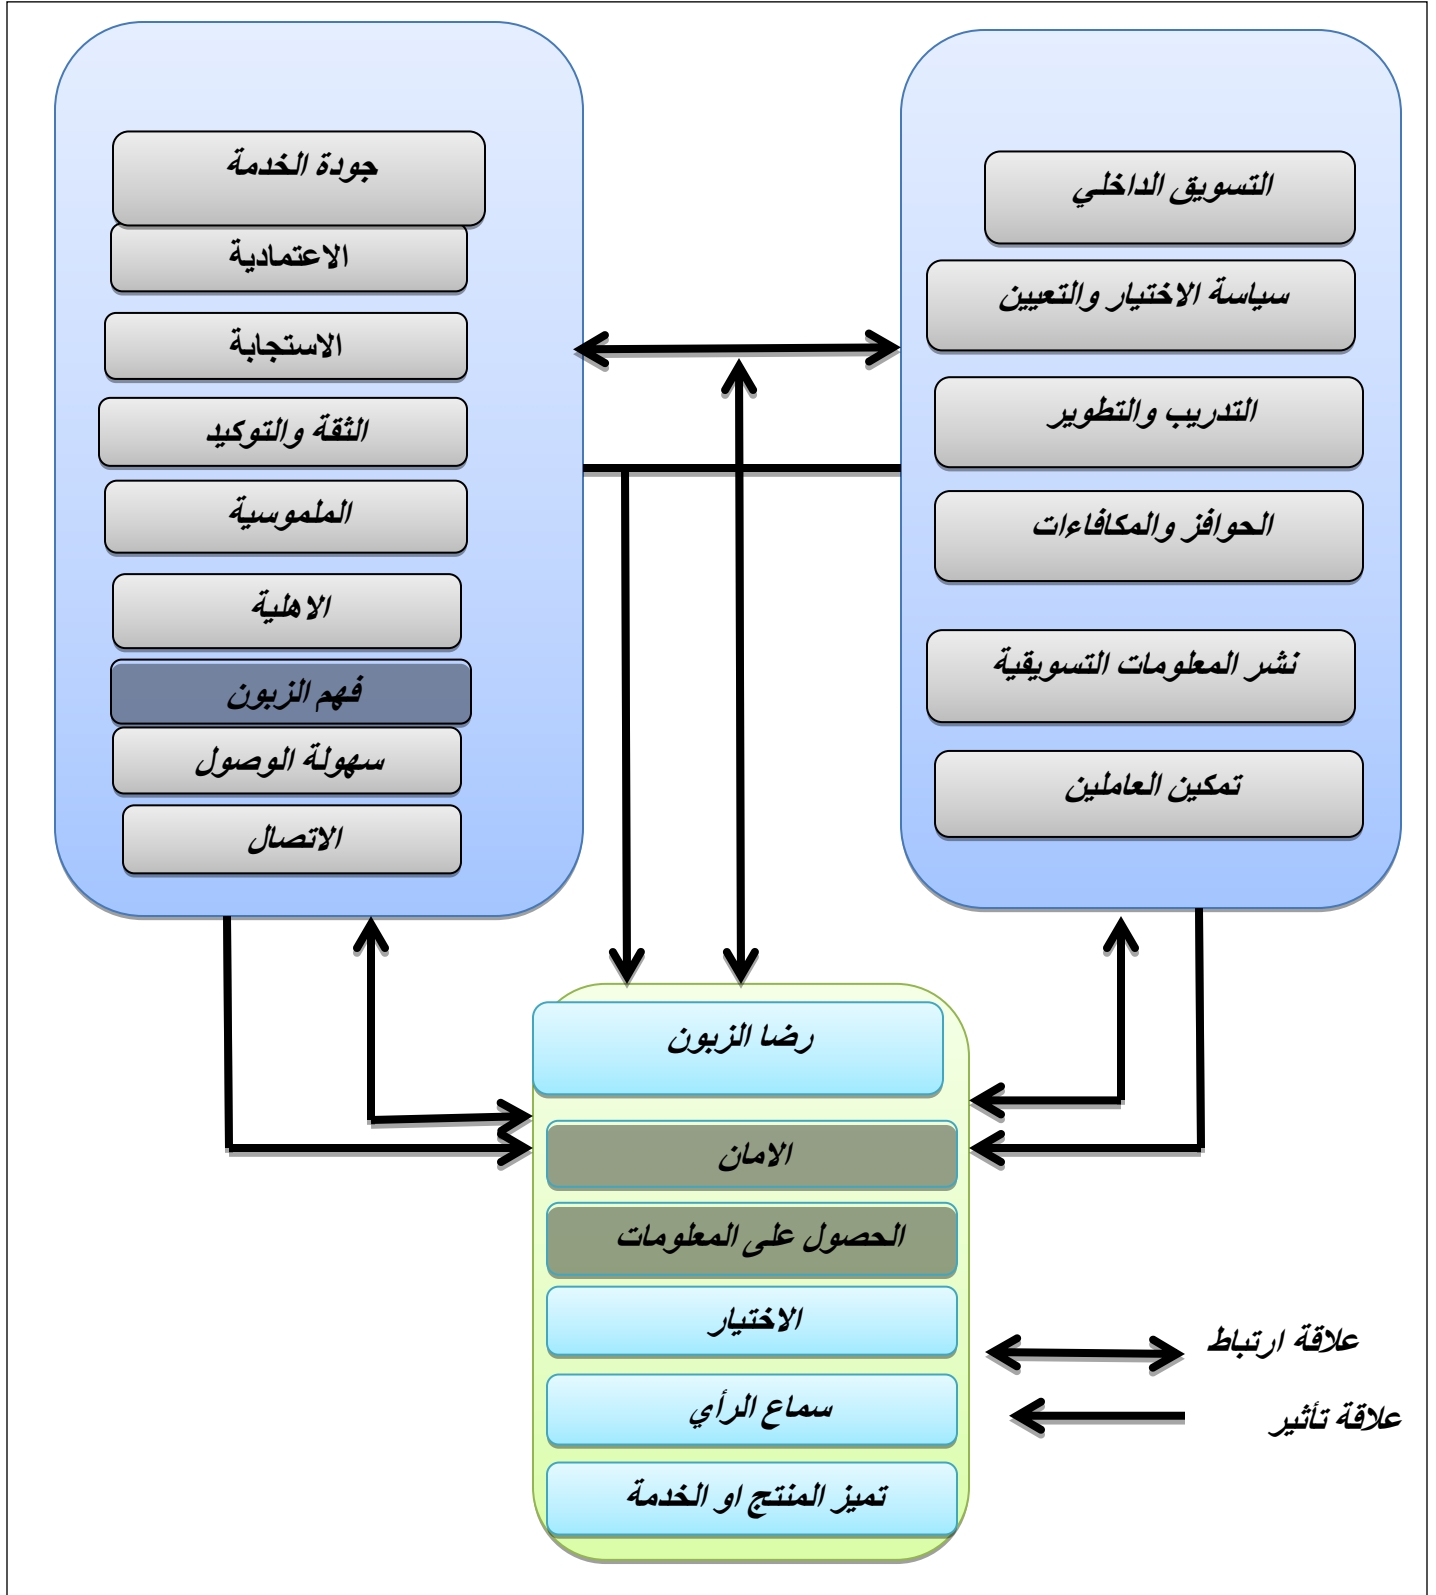 التسويق الداخلي
سياسة الاختيار والتعيين
التدريب والتطوير
الحوافز والمكافاءات
نشر المعلومات التسويقية
تمكين العاملين
جودة الخدمة
الاعتمادية
الاستجابة
الثقة والتوكيد
الملموسية
الاهلية
فهم الزبون
سهولة الوصول
الاتصال
رضا الزبون
الامان
الحصول على المعلومات
الاختيار
سماع الرأي
تميز المنتج او الخدمة
علاقة ارتباط
علاقة تأثير